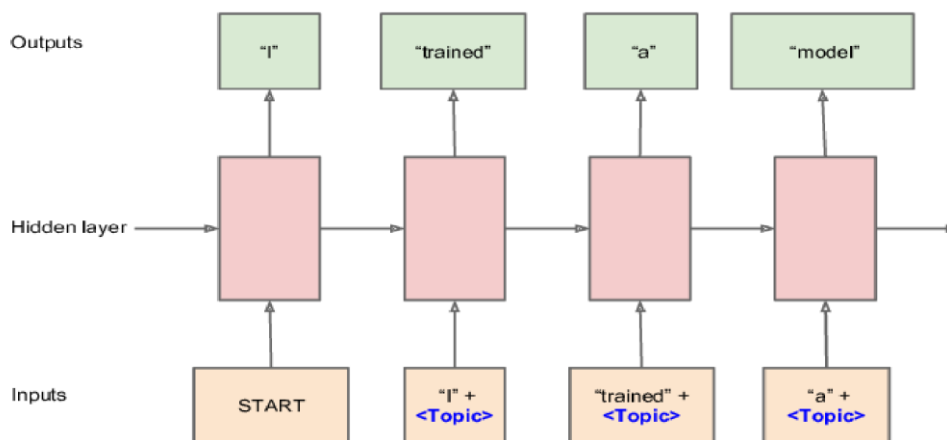 Outputs
“I”
“trained”
“a”
“model”
Hidden layer
Inputs
START
“I” +
<Topic>
“trained” +
<Topic>
“a” +
<Topic>